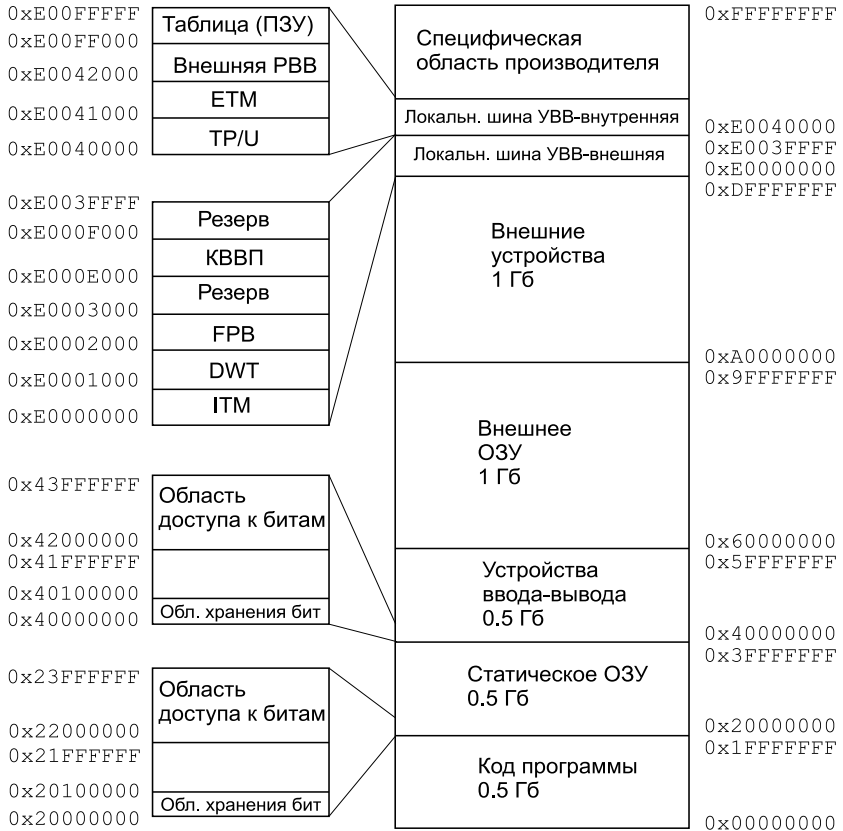 0xE00FFFFF
0xE00FF000
0xE0042000
0xE0041000
0xE0040000
Таблица (ПЗУ)
Внешняя РВВ
ETM
TP/U
0xE003FFFF
0xE000F000
0xE000E000
0xE0003000
0xE0002000
0xE0001000
0xE0000000
Резерв
КВВП
Резерв
FPB
DWT
ITM
0x43FFFFFF
0x42000000
0x41FFFFFF
0x40100000
0x40000000
Область
доступа к битам
Обл. хранения бит
0x23FFFFFF
0x22000000
0x21FFFFFF
0x20100000
0x20000000
Область
доступа к битам
Обл. хранения бит
Специфическая
область производителя
Локальн. шина УВВ-внутренняя
Локальн. шина УВВ-внешняя
Внешние
устройства
1 Гб
Внешнее
ОЗУ
1 Гб
Устройства
ввода-вывода
0.5 Гб
Статическое ОЗУ
0.5 Гб
Код программы
0.5 Гб
0xFFFFFFFF
0xE0040000
0xE003FFFF
0xE0000000
0xDFFFFFFF
0xA0000000
0x9FFFFFFF
0x60000000
0x5FFFFFFF
0x40000000
0x3FFFFFFF
0x20000000
0x1FFFFFFF
0x00000000